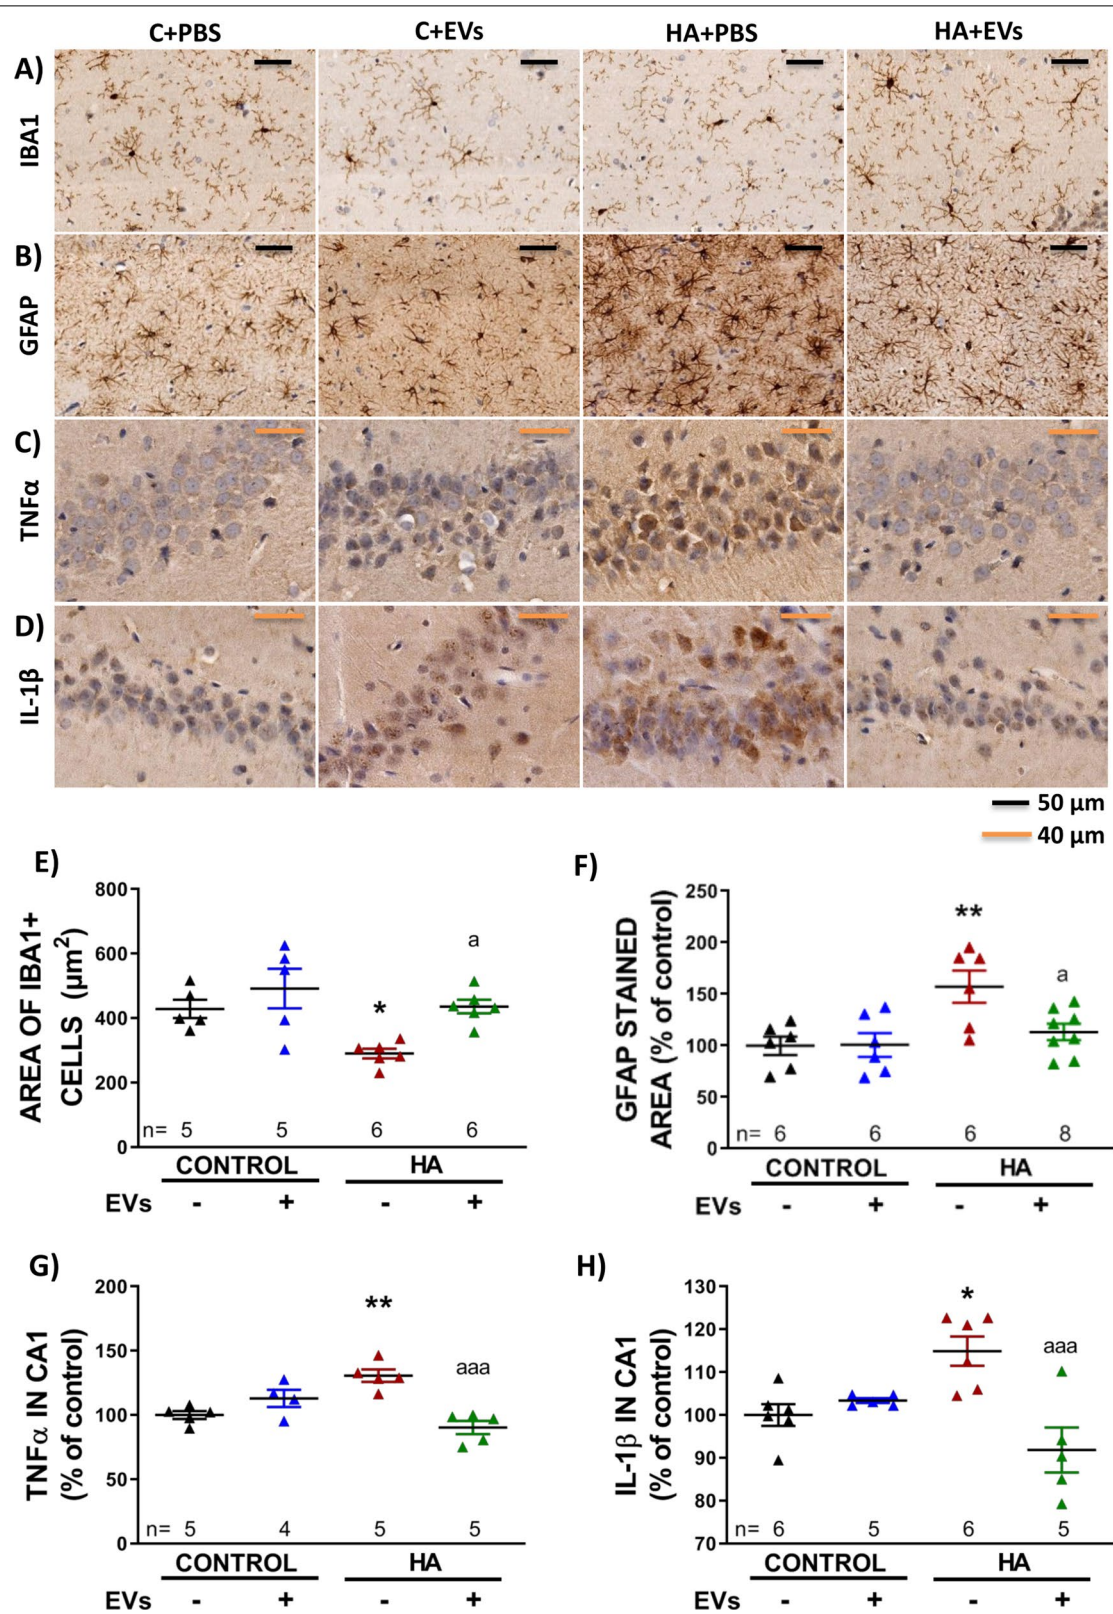 C+PBS C+EVs HA+PBS HA+EVs
A)
IBA1
B)
GFAP
C)
TNFα
D)
IL-1β
50 µm
40 µm
E)
AREA OF IBA1+
CELLS (µm²)
800
600
400
200
0
*
a
n= 5 5 6 6
CONTROL HA
EVs - + - +
F)
GFAP STAINED
AREA (% of control)
250
200
150
100
50
0
**
a
n= 6 6 6 8
CONTROL HA
EVs - + - +
G)
TNFα IN CA1
(% of control)
200
150
100
50
0
**
aaa
n= 5 4 5 5
CONTROL HA
EVs - + - +
H)
IL-1β IN CA1
(% of control)
130
120
110
100
90
80
70
*
aaa
n= 6 5 6 5
CONTROL HA
EVs - + - +